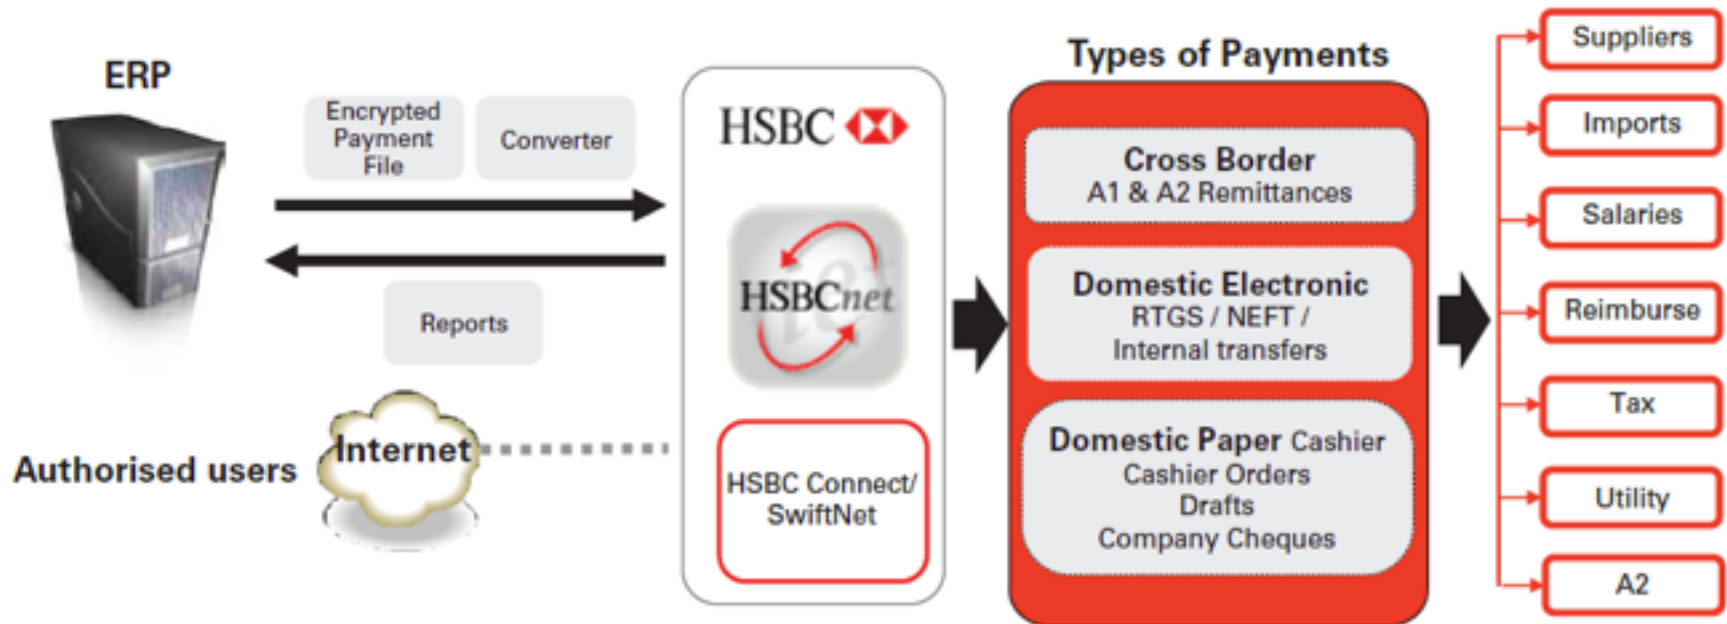 ERP
Encrypted
Payment
File
Converter
Reports
Authorised users
Internet
HSBC
HSBCnet
HSBC Connect/
SwiftNet
Types of Payments
Cross Border
A1 & A2 Remittances
Domestic Electronic
RTGS / NEFT /
Internal transfers
Domestic Paper Cashier
Cashier Orders
Drafts
Company Cheques
Suppliers
Imports
Salaries
Reimburse
Tax
Utility
A2